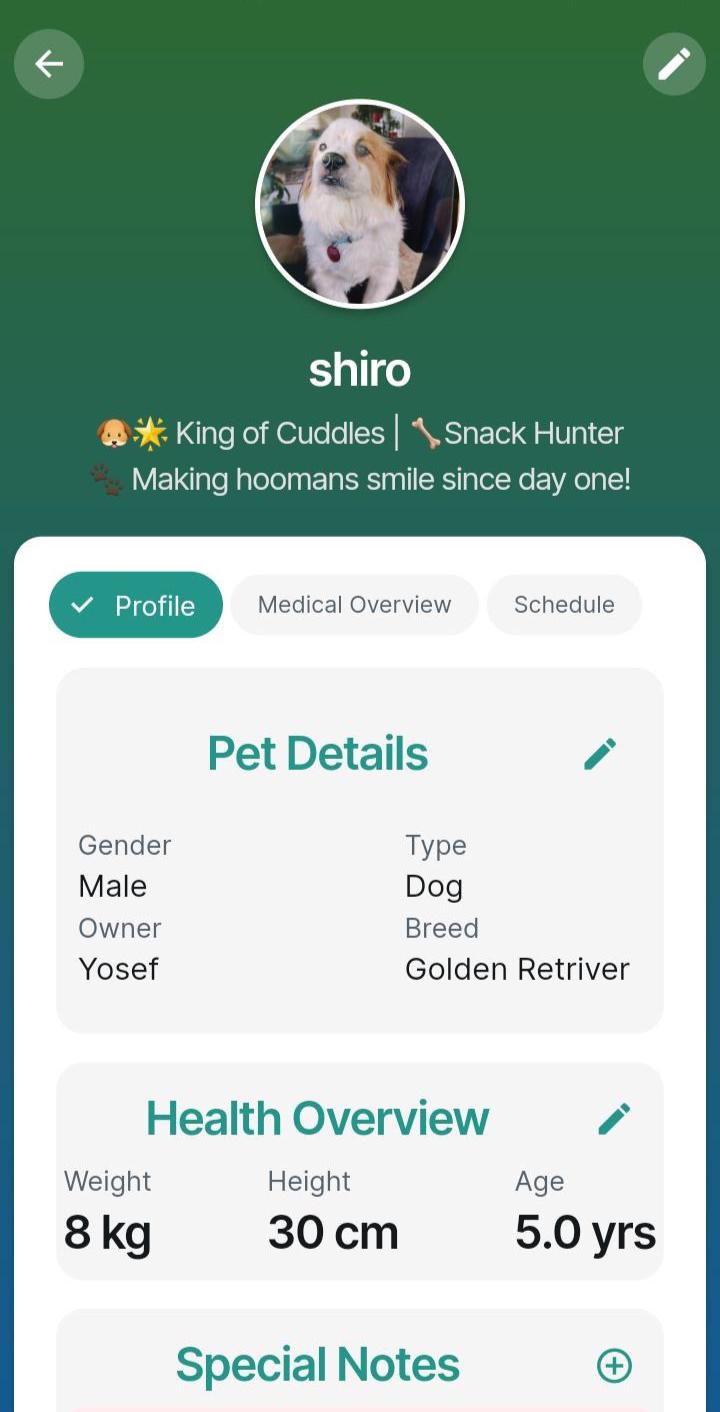 shiro
🐶🌟 King of Cuddles | 🦴Snack Hunter
🐾 Making hoomans smile since day one!
Profile Medical Overview Schedule
Pet Details
Gender Type
Male Dog
Owner Breed
Yosef Golden Retriver
Health Overview
Weight Height Age
8 kg 30 cm 5.0 yrs
Special Notes